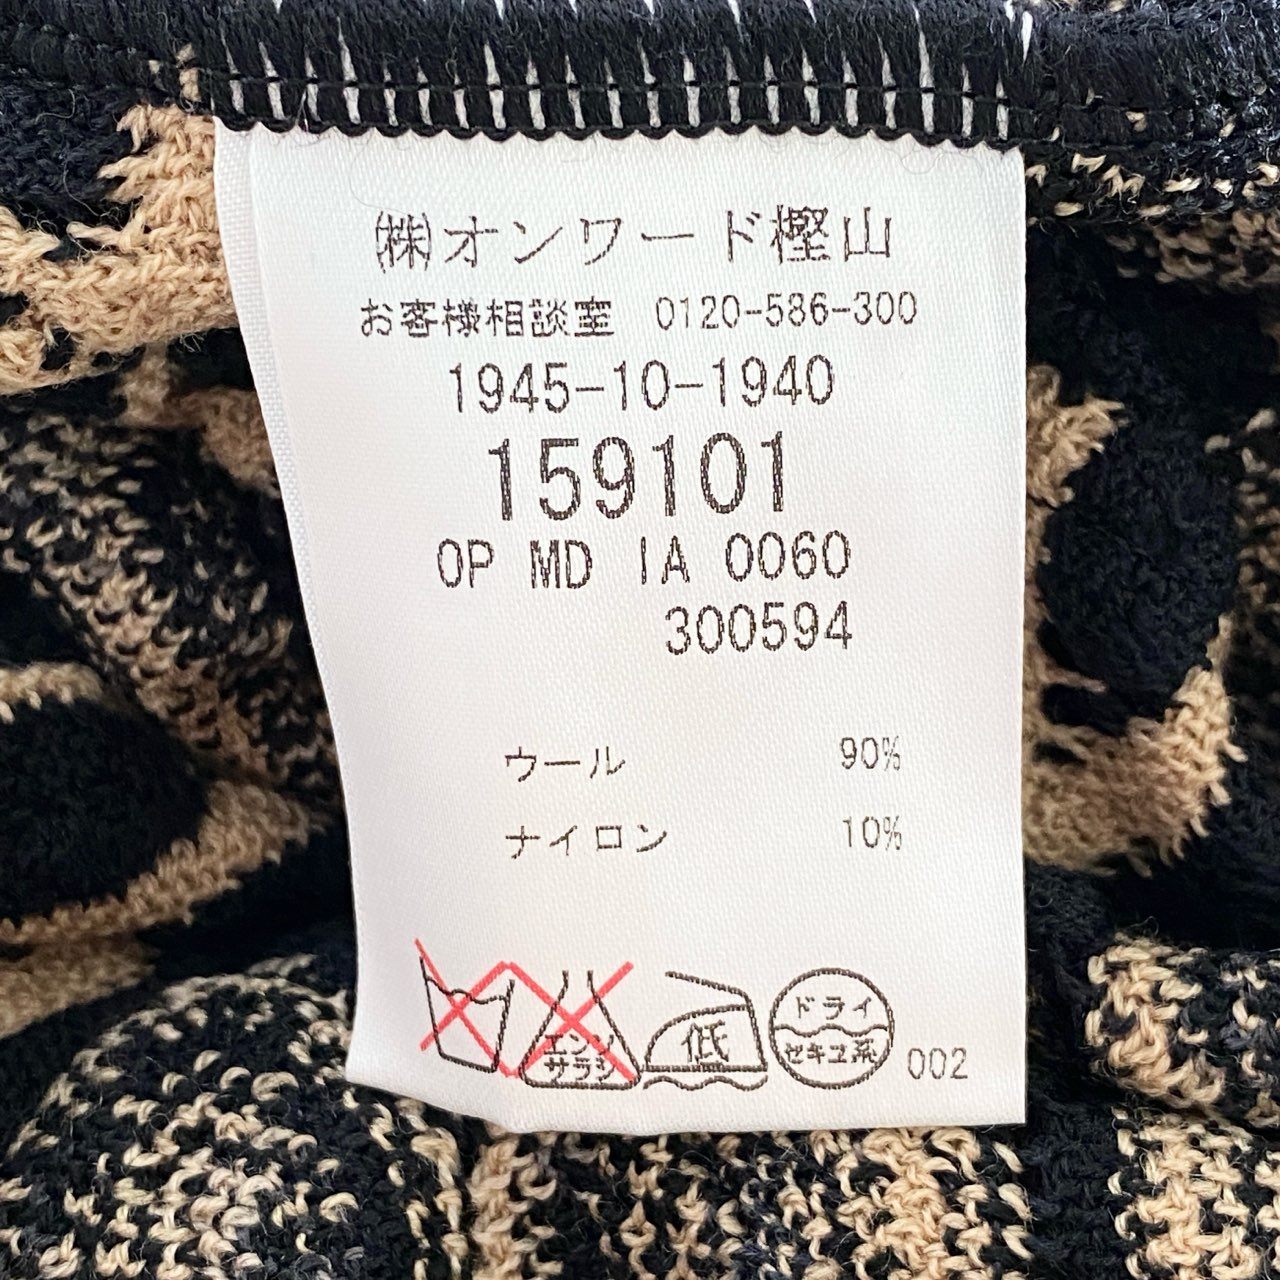 ㈱オンワード樫山
お客様相談室 0120-586-300
1945-10-1940
159101
OP MD IA 0060
300594
ウール 90%
ナイロン 10%
エンソ
サラシ
低
ドライ
セキユ系
002